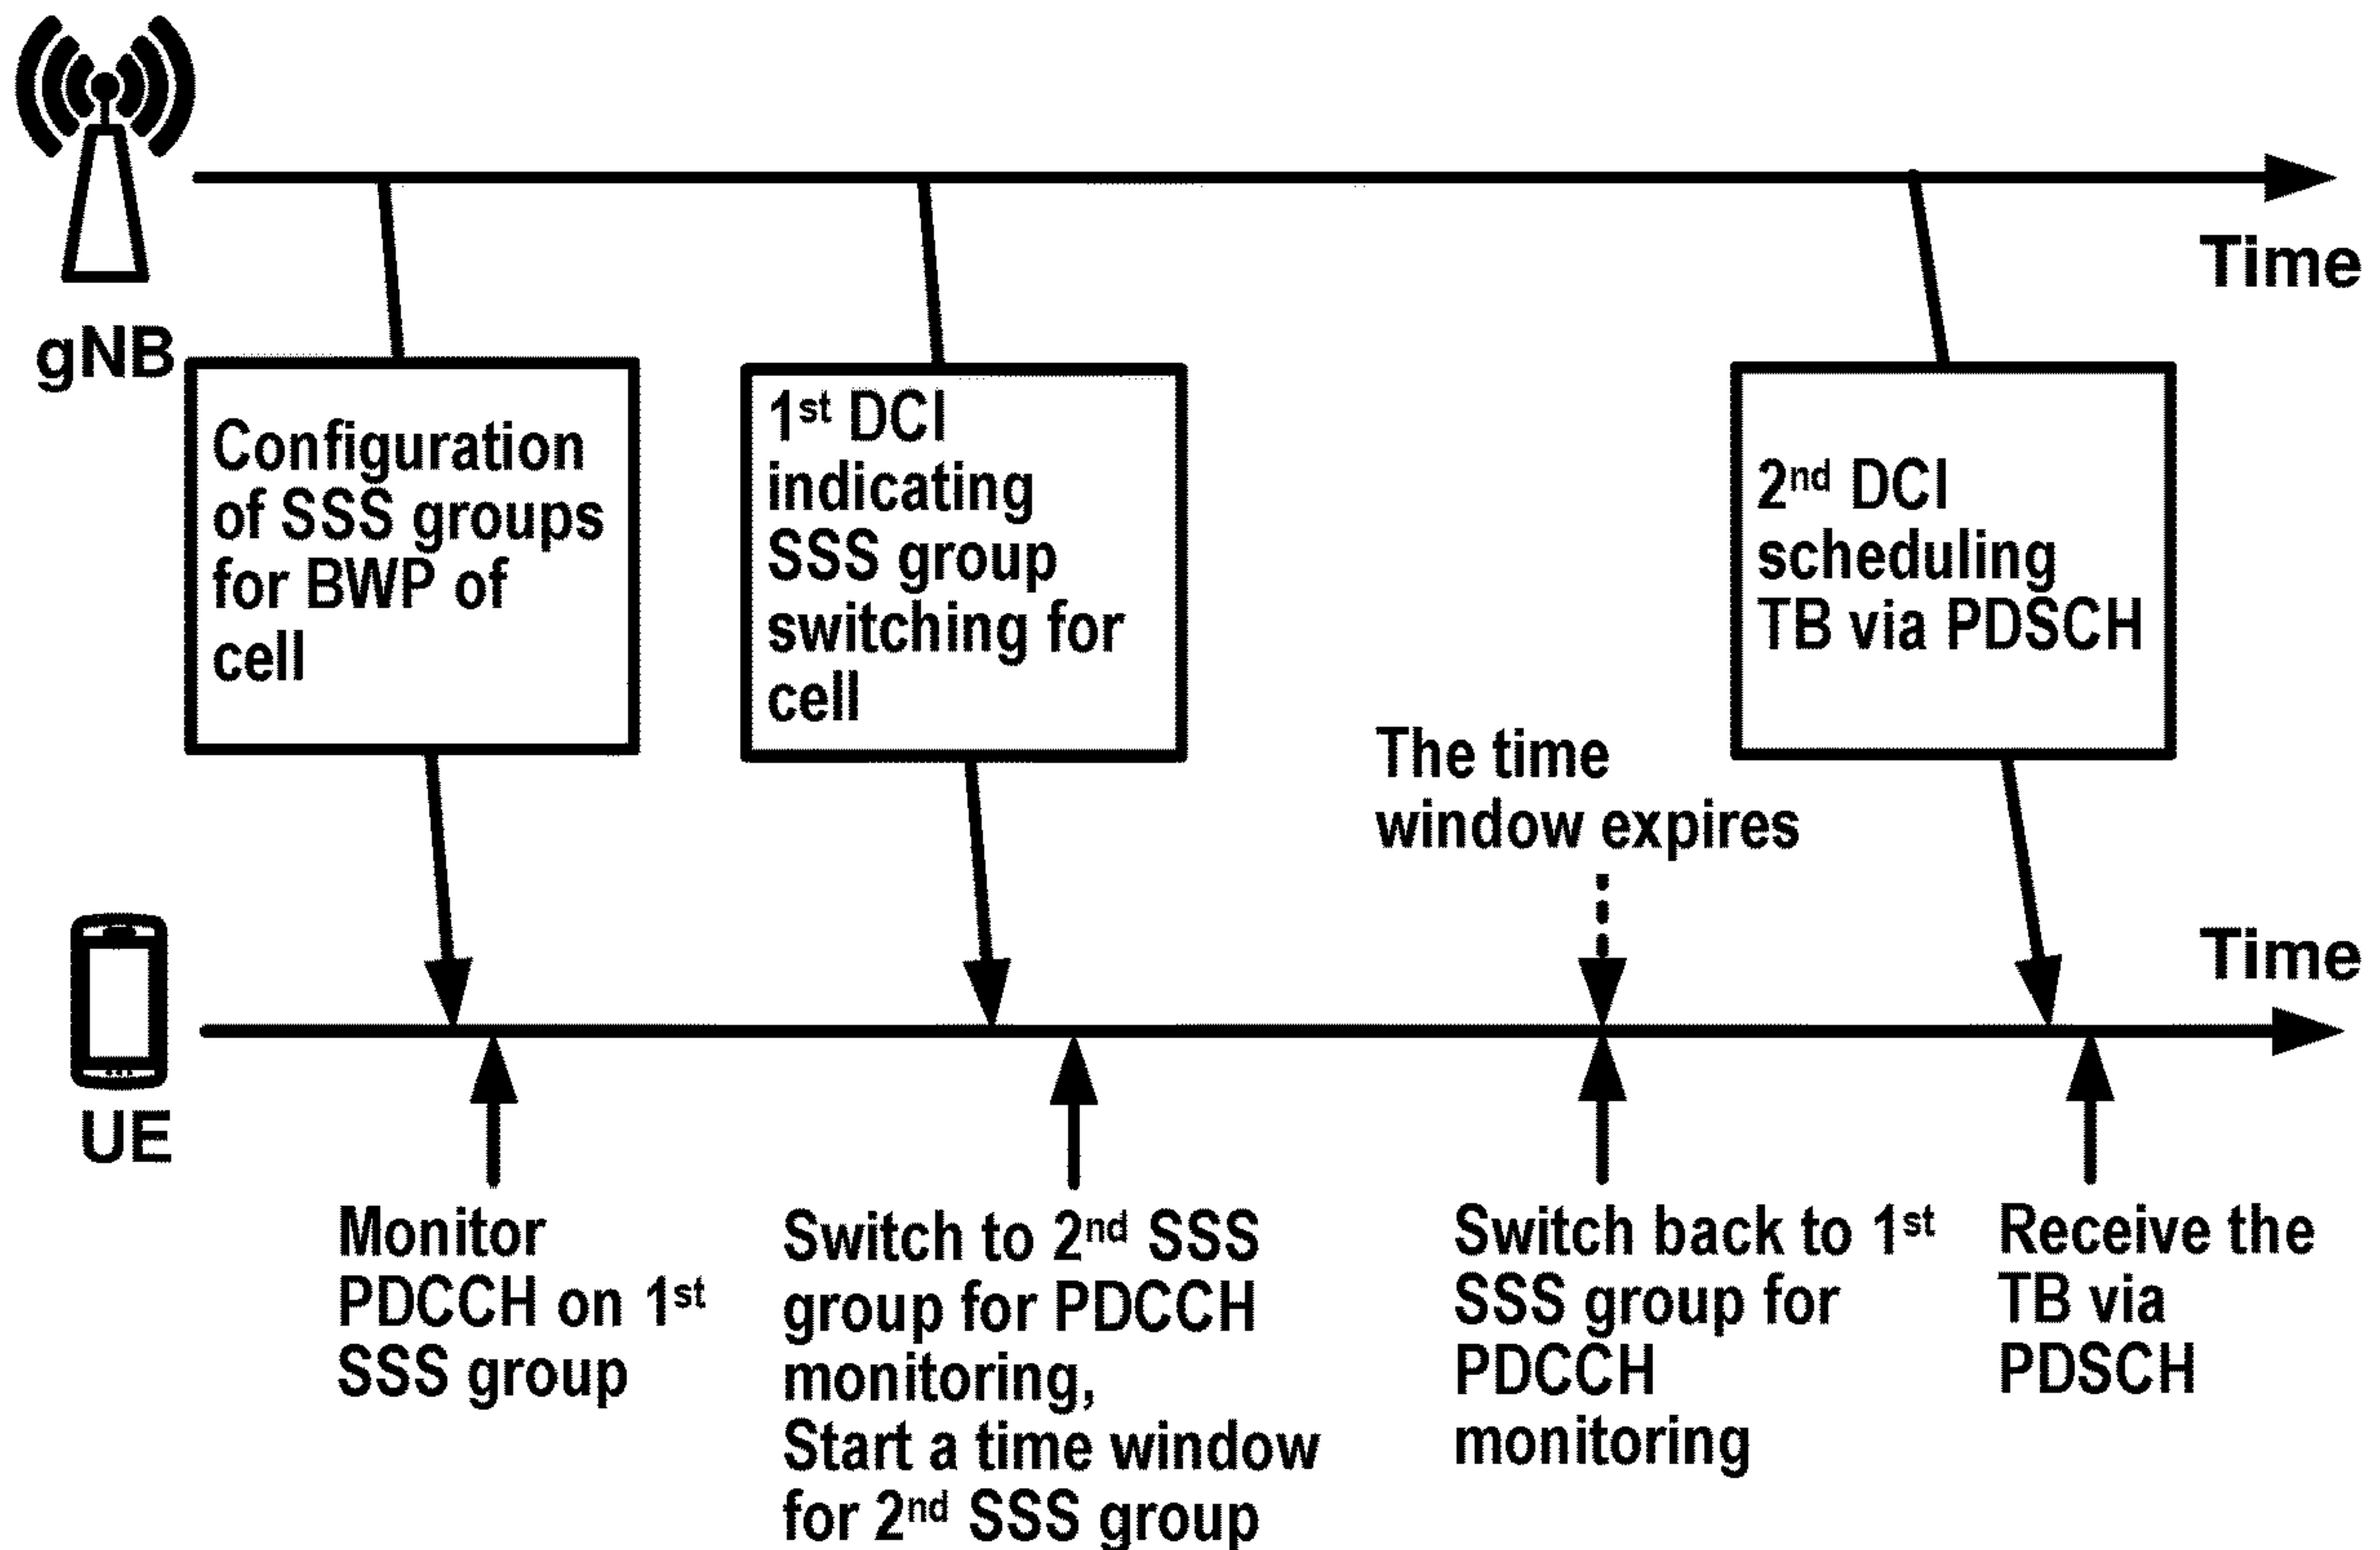 Time
gNB
Configuration
of SSS groups
for BWP of
cell
1st DCI
indicating
SSS group
switching for
cell
2nd DCI
scheduling
TB via PDSCH
The time
window expires
Time
UE
Monitor
PDCCH on 1st
SSS group
Switch to 2nd SSS
group for PDCCH
monitoring,
Start a time window
for 2nd SSS group
Switch back to 1st
SSS group for
PDCCH
monitoring
Receive the
TB via
PDSCH